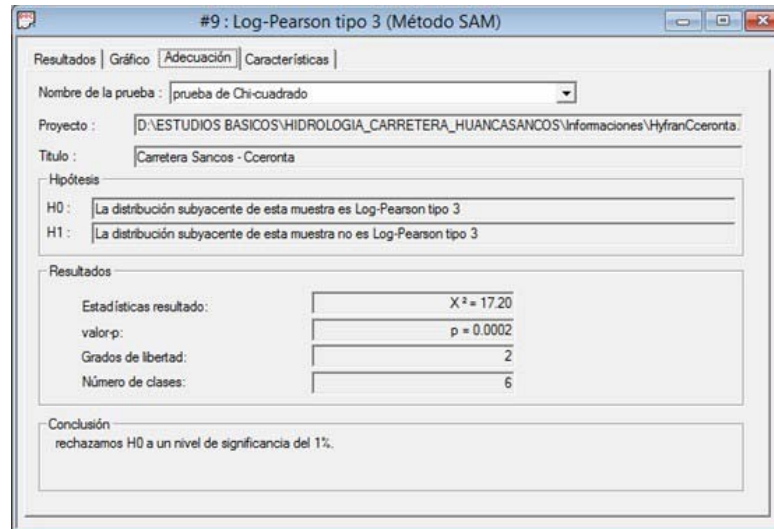 #9 : Log-Pearson tipo 3 (Método SAM)
Resultados | Gráfico | Adecuación | Características
Nombre de la prueba : prueba de Chi-cuadrado
Proyecto : D:\ESTUDIOS BASICOS\HIDROLOGIA_CARRETERA_HUANCASANCOS\Informaciones\HyfranCceronta.
Titulo : Carretera Sancos - Cceronta
Hipótesis
H0 : La distribución subyacente de esta muestra es Log-Pearson tipo 3
H1 : La distribución subyacente de esta muestra no es Log-Pearson tipo 3
Resultados
Estadísticas resultado: X² = 17.20
valor-p: p = 0.0002
Grados de libertad: 2
Número de clases: 6
Conclusión
rechazamos H0 a un nivel de significancia del 1%.